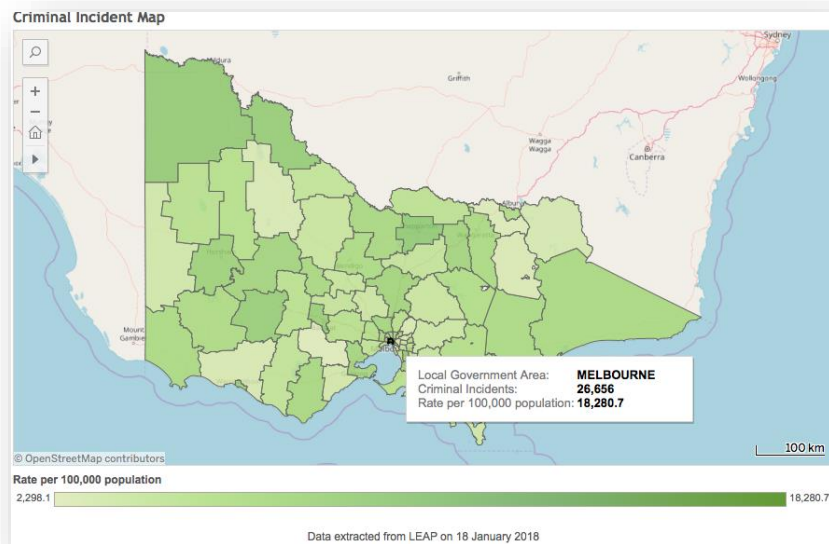 Criminal Incident Map
Sydney
Griffith
Wollongong
Wagga
Wagga
Canberra
Albury
Mount
Gambier
Local Government Area: MELBOURNE
Criminal Incidents: 26,656
Rate per 100,000 population: 18,280.7
© OpenStreetMap contributors
100 km
Rate per 100,000 population
2,298.1
18,280.7
Data extracted from LEAP on 18 January 2018